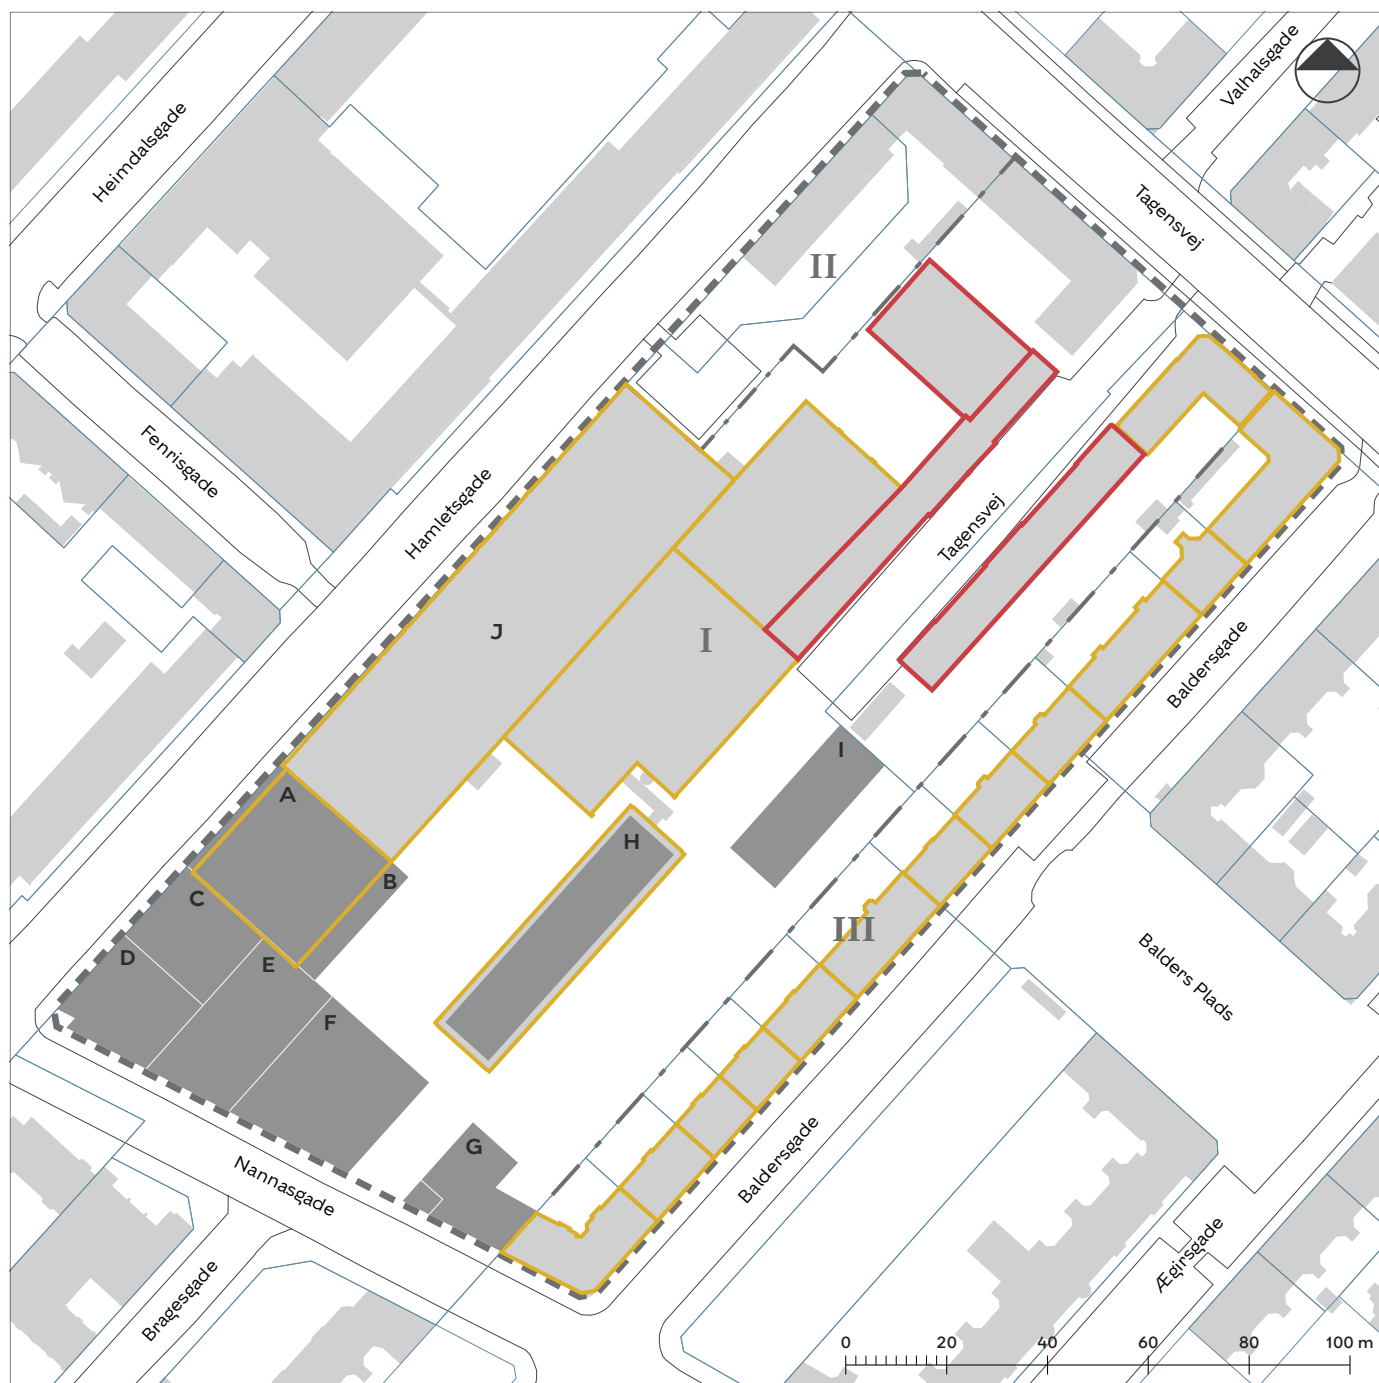 Valhalsgade
Heimdalsgade
Tagensvej
II
Fenrisgade
Hamletsgade
Tagensvej
J
I
Baldersgade
I
A
H
B
C
III
D
E
Balders Plads
F
G
Nannasgade
Baldersgade
Ægirsgade
Bragesgade
0 20 40 60 80 100 m